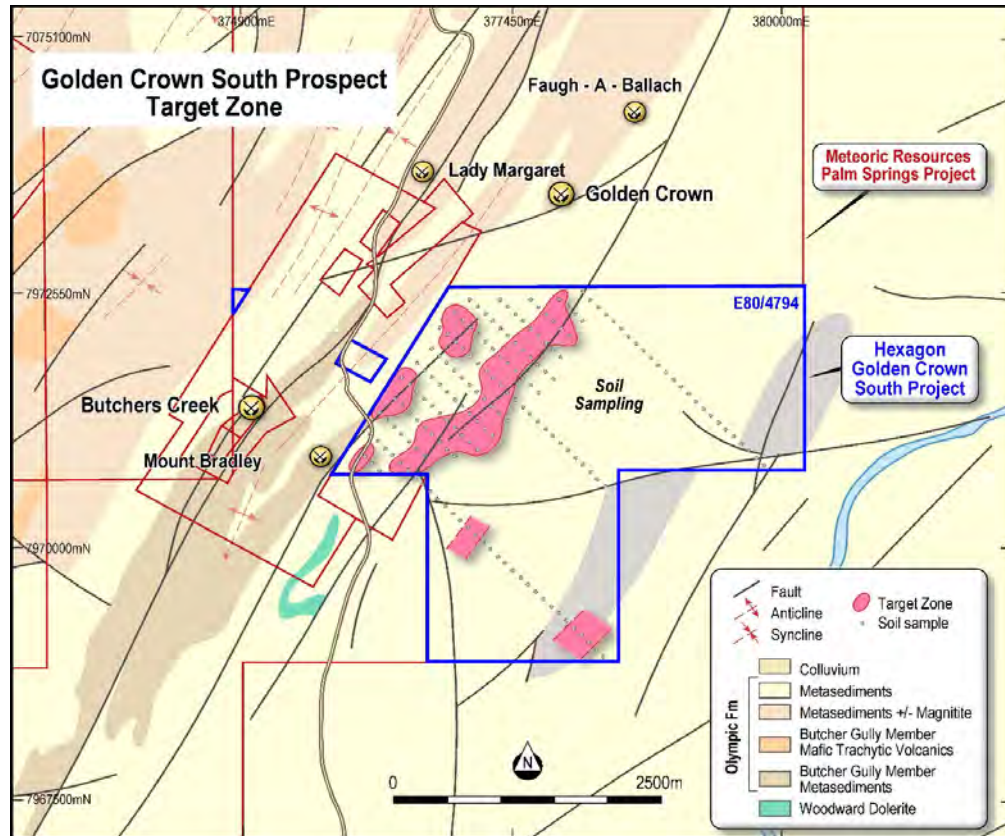 374900mE
377450mE
380000mE
7075100mN
Golden Crown South Prospect
Target Zone
Faugh - A - Ballach
Lady Margaret
Golden Crown
Meteoric Resources
Palm Springs Project
7972550mN
E80/4794
Hexagon
Golden Crown
South Project
Soil
Sampling
Butchers Creek
Mount Bradley
7970000mN
Fault
Anticline
Syncline
Target Zone
Soil sample
Colluvium
Olympic Fm
Metasediments
Metasediments +/- Magnitite
Butcher Gully Member
Mafic Trachytic Volcanics
Butcher Gully Member
Metasediments
Woodward Dolerite
N
0
2500m
7967500mN